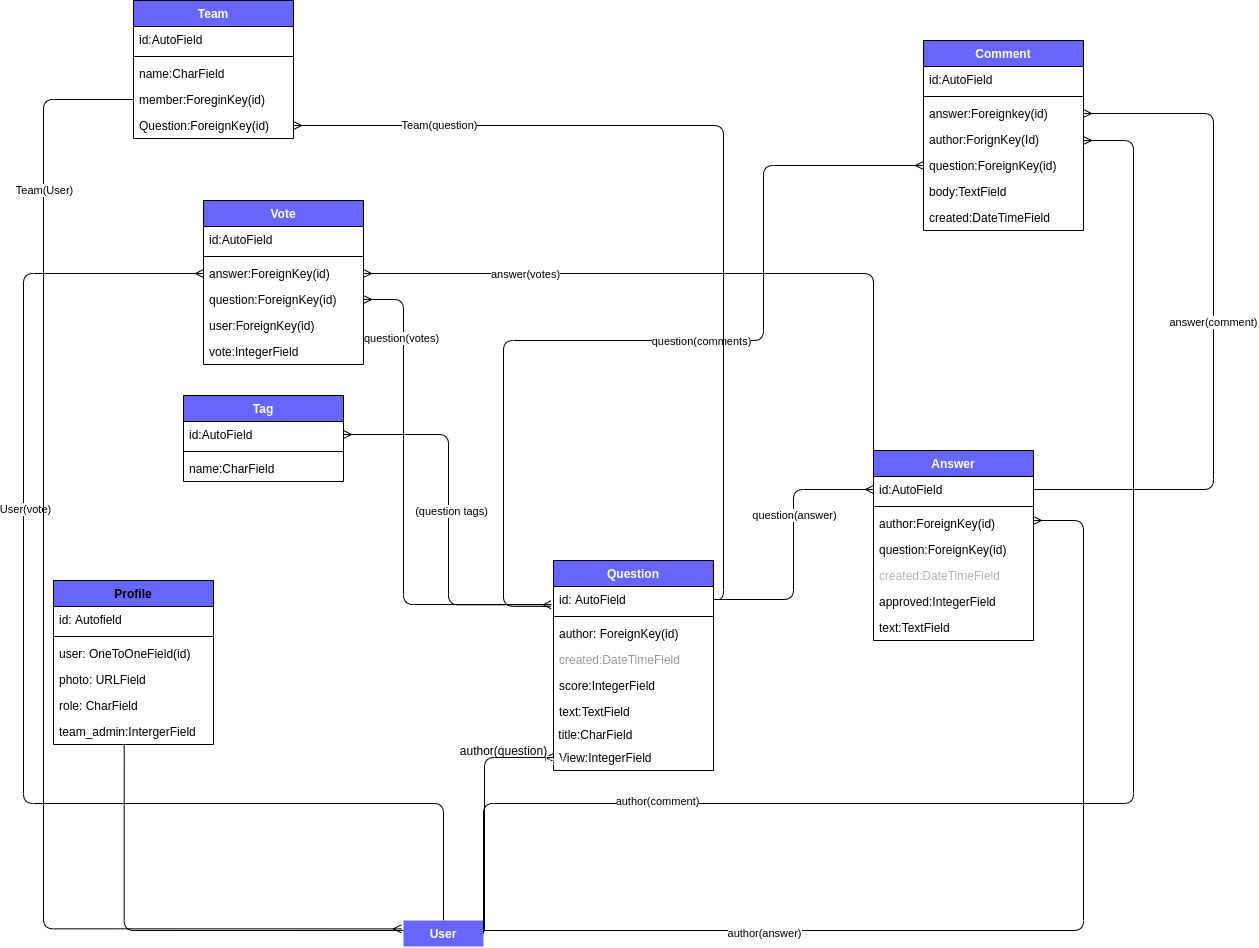 Team
id:AutoField
name:CharField
member:ForeginKey(id)
Question:ForeignKey(id)
Team(question)
Team(User)
Comment
id:AutoField
answer:Foreignkey(id)
author:ForignKey(Id)
question:ForeignKey(id)
body:TextField
created:DateTimeField
Vote
id:AutoField
answer:ForeignKey(id)
question:ForeignKey(id)
user:ForeignKey(id)
vote:IntegerField
answer(votes)
question(votes)
question(comments)
answer(comment)
Tag
id:AutoField
name:CharField
(question tags)
User(vote)
question(answer)
Answer
id:AutoField
author:ForeignKey(id)
question:ForeignKey(id)
created:DateTimeField
approved:IntegerField
text:TextField
Question
id: AutoField
author: ForeignKey(id)
created:DateTimeField
score:IntegerField
text:TextField
title:CharField
View:IntegerField
Profile
id: Autofield
user: OneToOneField(id)
photo: URLField
role: CharField
team_admin:IntergerField
author(question)
author(comment)
User
author(answer)